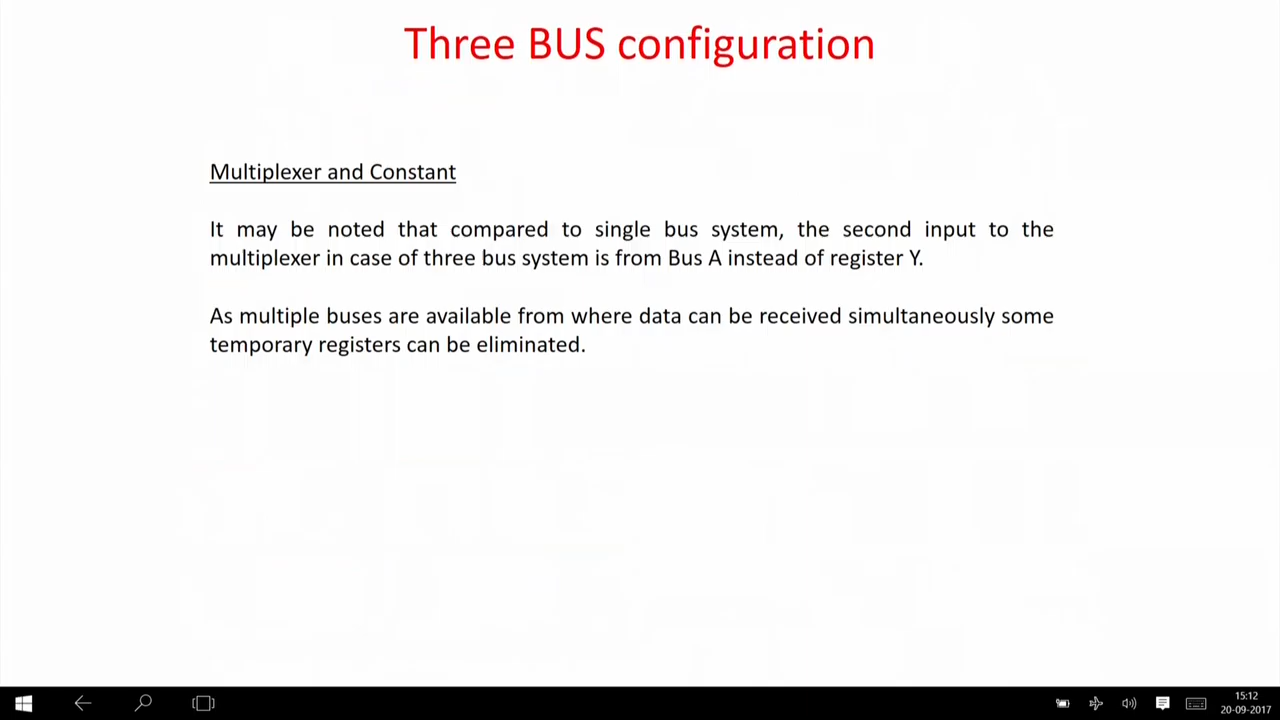 Three BUS configuration
Multiplexer and Constant
It may be noted that compared to single bus system, the second input to the
multiplexer in case of three bus system is from Bus A instead of register Y.
As multiple buses are available from where data can be received simultaneously some
temporary registers can be eliminated.
15:12
20-09-2017